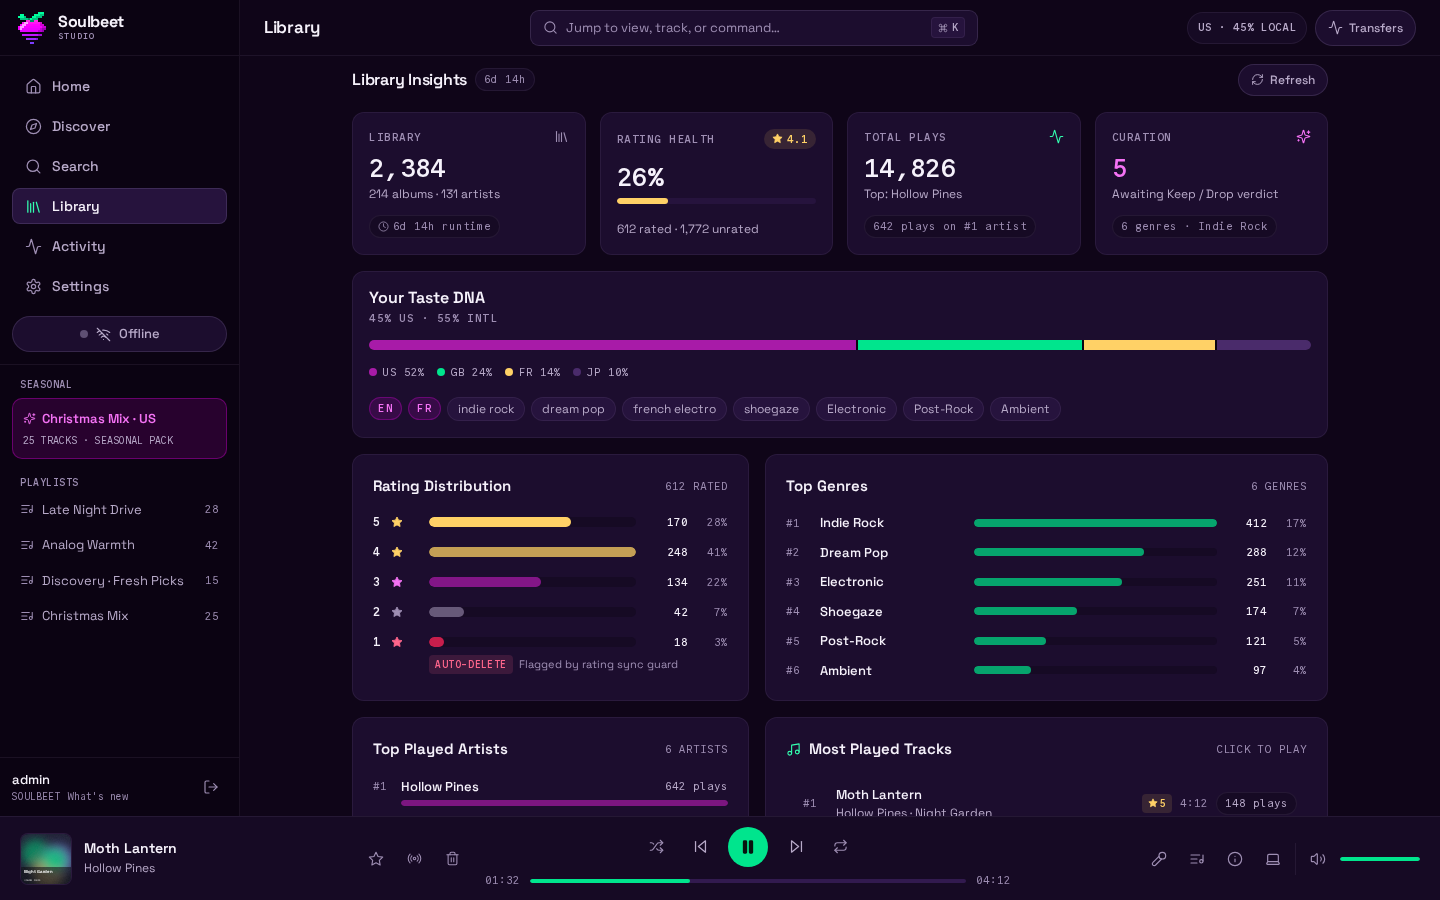 Soulbeet
STUDIO
Home
Discover
Search
Library
Activity
Settings
Offline
SEASONAL
Christmas Mix · US
25 TRACKS · SEASONAL PACK
PLAYLISTS
Late Night Drive 28
Analog Warmth 42
Discovery · Fresh Picks 15
Christmas Mix 25
admin
SOULBEET What's new
Library
Jump to view, track, or command...
⌘ K
US · 45% LOCAL
Transfers
Library Insights 6d 14h
Refresh
LIBRARY
2,384
214 albums · 131 artists
6d 14h runtime
RATING HEALTH 4.1
26%
612 rated · 1,772 unrated
TOTAL PLAYS
14,826
Top: Hollow Pines
642 plays on #1 artist
CURATION
5
Awaiting Keep / Drop verdict
6 genres · Indie Rock
Your Taste DNA
45% US · 55% INTL
US 52% GB 24% FR 14% JP 10%
EN FR indie rock dream pop french electro shoegaze Electronic Post-Rock Ambient
Rating Distribution 612 RATED
5 170 28%
4 248 41%
3 134 22%
2 42 7%
1 18 3%
AUTO-DELETE Flagged by rating sync guard
Top Genres 6 GENRES
#1 Indie Rock 412 17%
#2 Dream Pop 288 12%
#3 Electronic 251 11%
#4 Shoegaze 174 7%
#5 Post-Rock 121 5%
#6 Ambient 97 4%
Top Played Artists 6 ARTISTS
#1 Hollow Pines 642 plays
Most Played Tracks CLICK TO PLAY
#1 Moth Lantern 5 4:12 148 plays
Hollow Pines · Night Garden
Night Garden
Moth Lantern
Hollow Pines
01:32 04:12